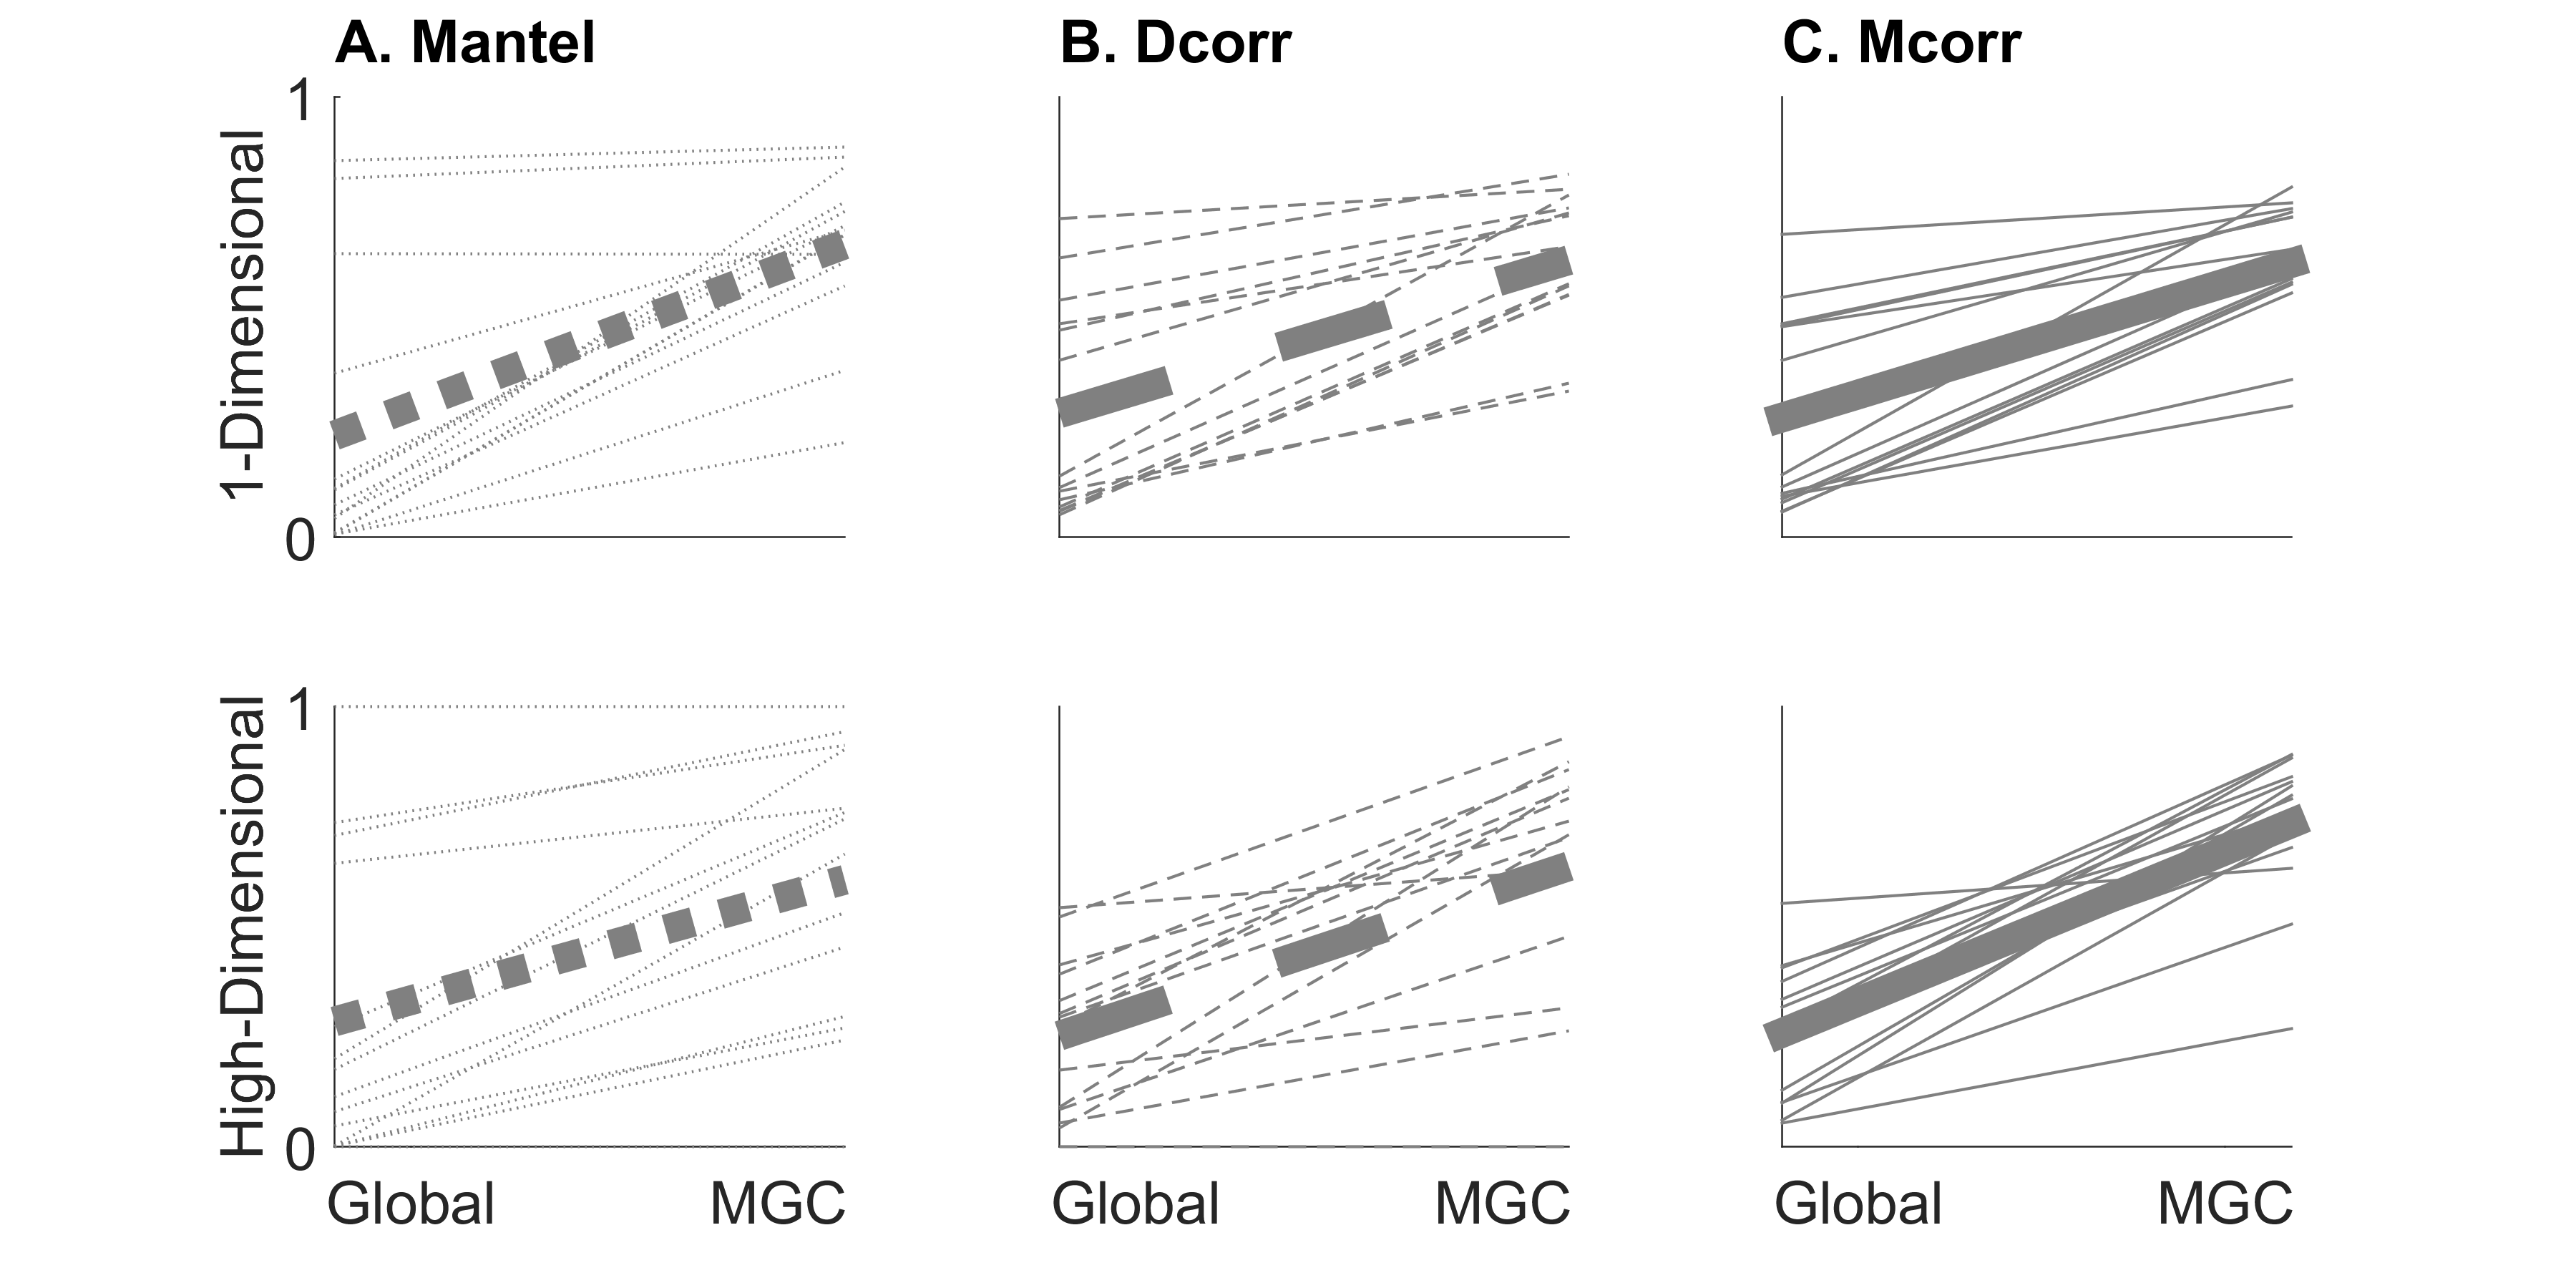 A. Mantel
B. Dcorr
C. Mcorr
1-Dimensional
1
0
High-Dimensional
1
0
Global
MGC
Global
MGC
Global
MGC